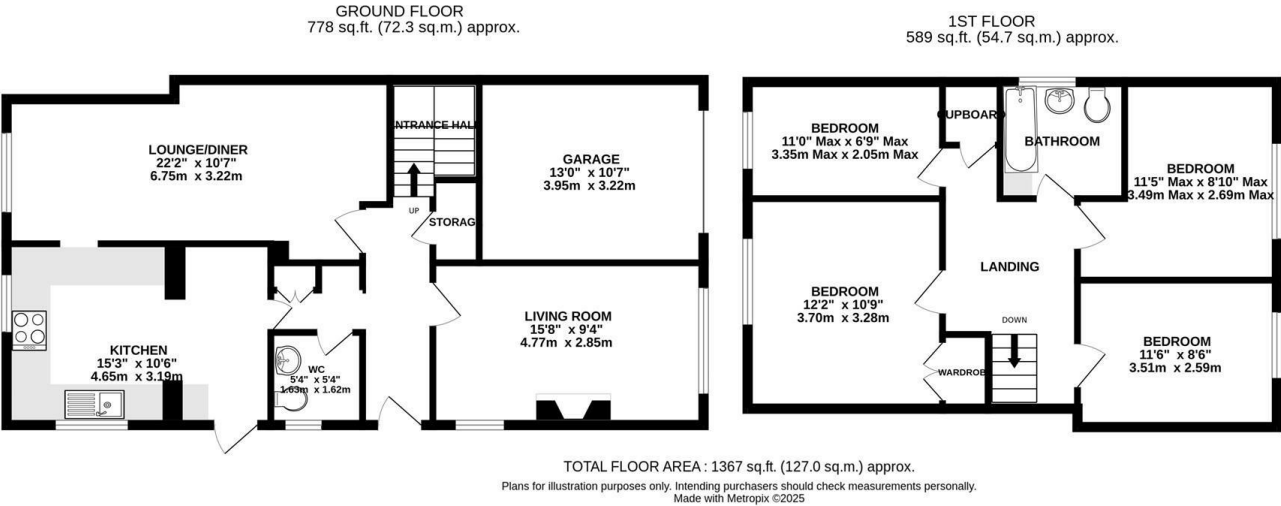 GROUND FLOOR
778 sq.ft. (72.3 sq.m.) approx.
1ST FLOOR
589 sq.ft. (54.7 sq.m.) approx.
LOUNGE/DINER
22'2" x 10'7"
6.75m x 3.22m
NTRANCE HALL
UP
STORAG
GARAGE
13'0" x 10'7"
3.95m x 3.22m
KITCHEN
15'3" x 10'6"
4.65m x 3.19m
WC
5'4" x 5'4"
1.63m x 1.62m
LIVING ROOM
15'8" x 9'4"
4.77m x 2.85m
BEDROOM
11'0" Max x 6'9" Max
3.35m Max x 2.05m Max
CUPBOARD
BATHROOM
BEDROOM
11'5" Max x 8'10" Max
3.49m Max x 2.69m Max
BEDROOM
12'2" x 10'9"
3.70m x 3.28m
LANDING
DOWN
WARDROB
BEDROOM
11'6" x 8'6"
3.51m x 2.59m
TOTAL FLOOR AREA : 1367 sq.ft. (127.0 sq.m.) approx.
Plans for illustration purposes only. Intending purchasers should check measurements personally.
Made with Metropix ©2025